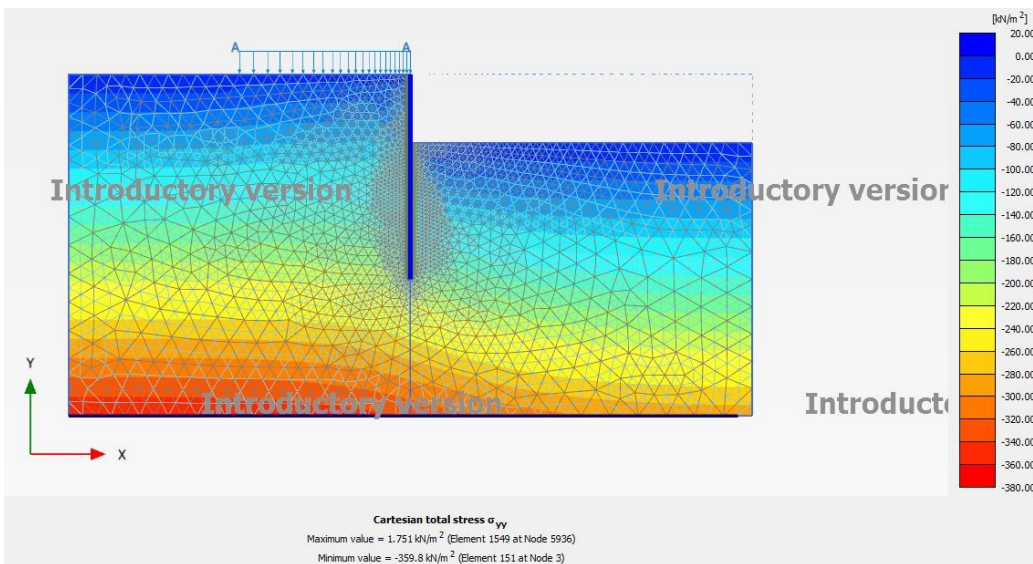 [kN/m²]
A A
20.00
0.00
-20.00
-40.00
-60.00
-80.00
-100.00
-120.00
-140.00
-160.00
-180.00
-200.00
-220.00
-240.00
-260.00
-280.00
-300.00
-320.00
-340.00
-360.00
-380.00
Introductory version
Introductory version
Introductory version
Introducto
Y
X
Cartesian total stress σyy
Maximum value = 1.751 kN/m² (Element 1549 at Node 5936)
Minimum value = -359.8 kN/m² (Element 151 at Node 3)